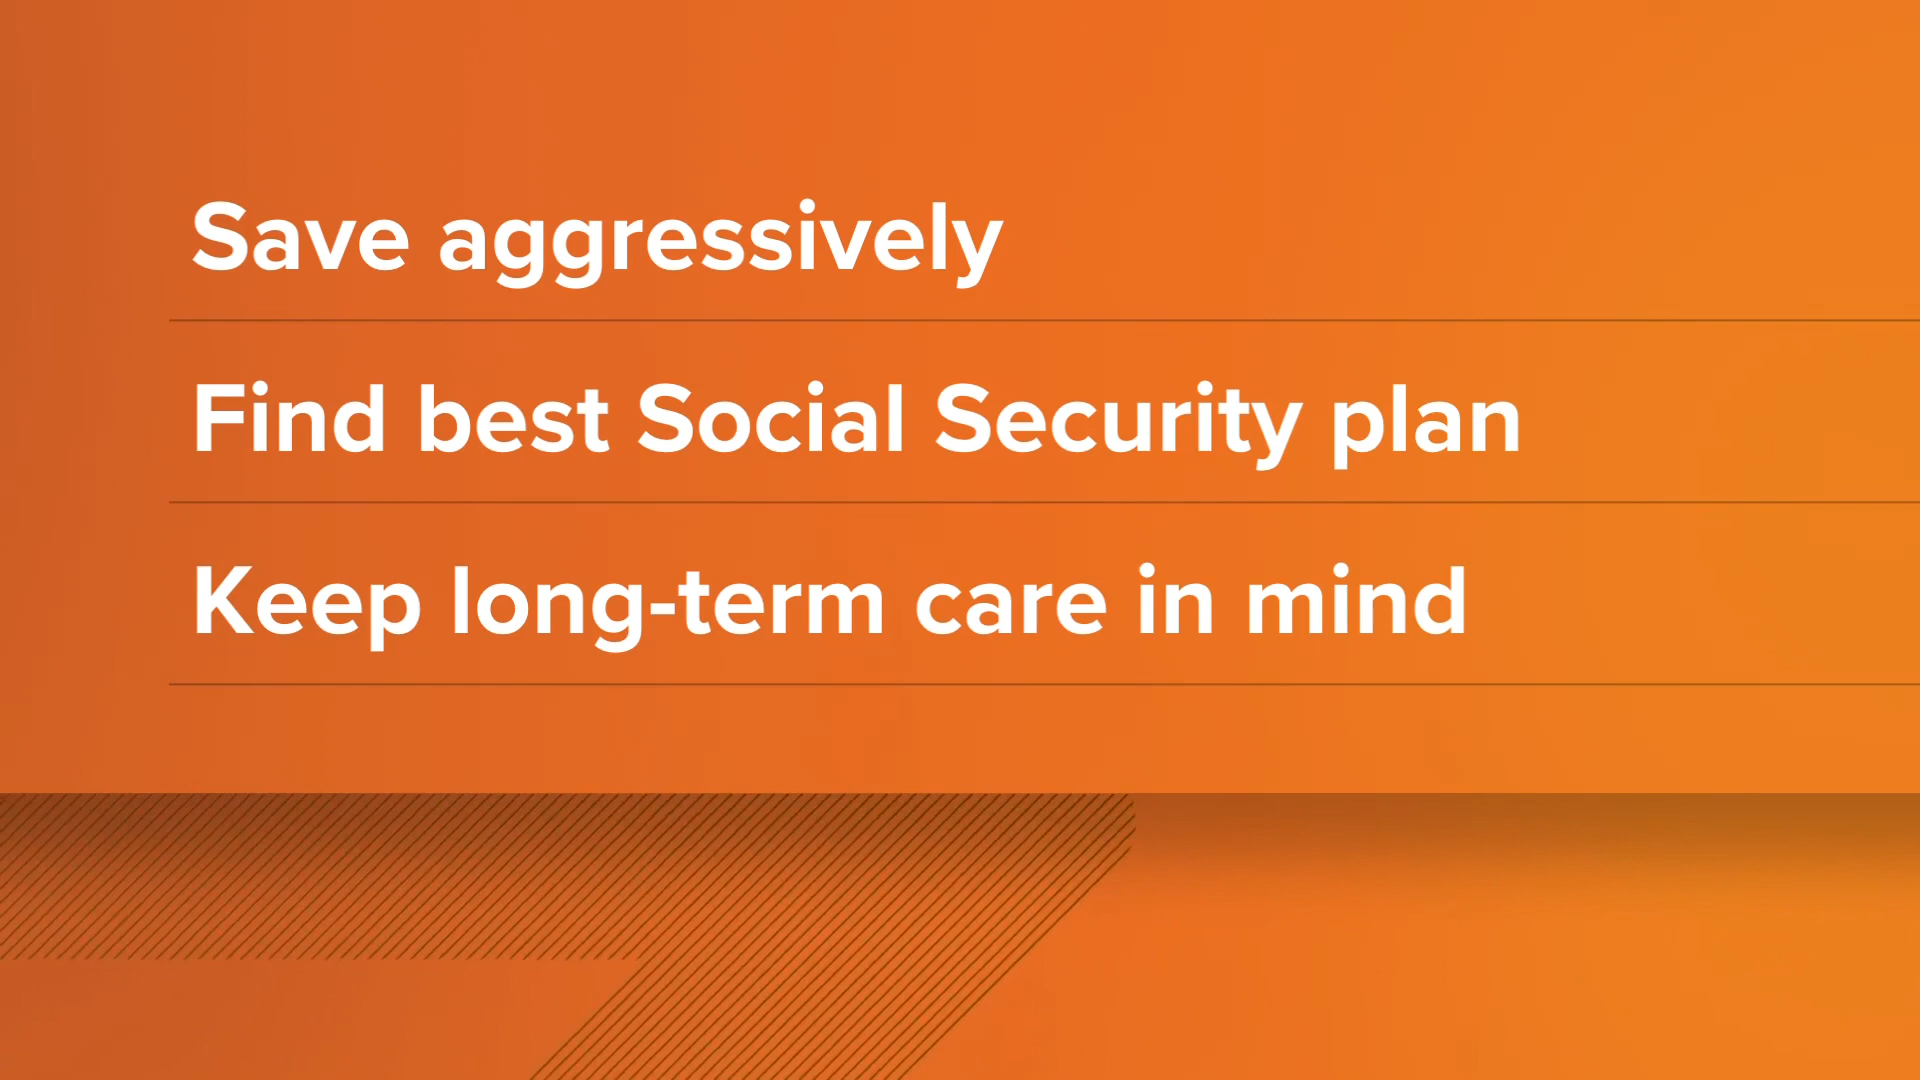 Save aggressively
Find best Social Security plan
Keep long-term care in mind